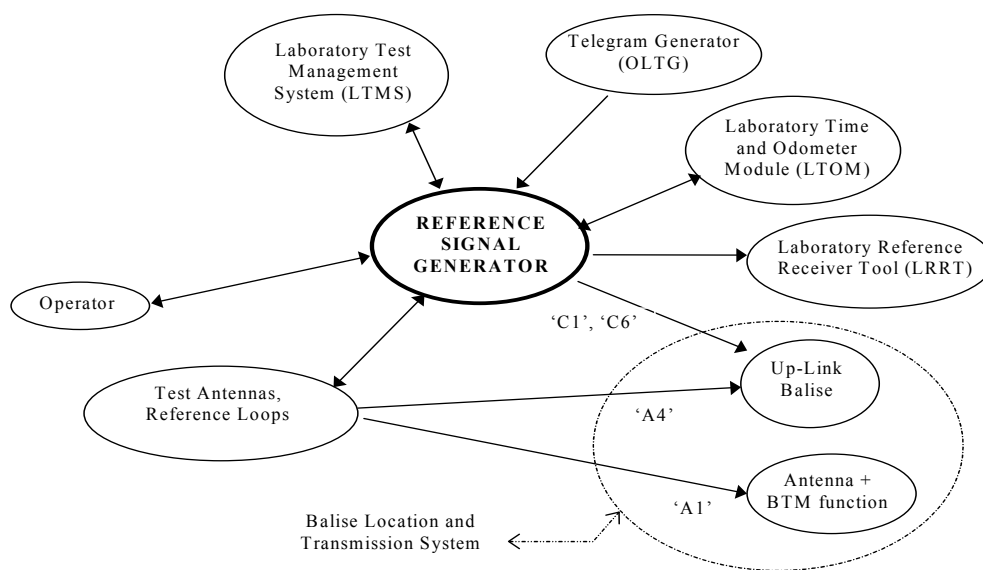 Laboratory Test
Management
System (LTMS)
Telegram Generator
(OLTG)
Laboratory Time
and Odometer
Module (LTOM)
REFERENCE
SIGNAL
GENERATOR
Laboratory Reference
Receiver Tool (LRRT)
Operator
‘C1’, ‘C6’
Up-Link
Balise
Test Antennas,
Reference Loops
‘A4’
Antenna +
BTM function
‘A1’
Balise Location and
Transmission System